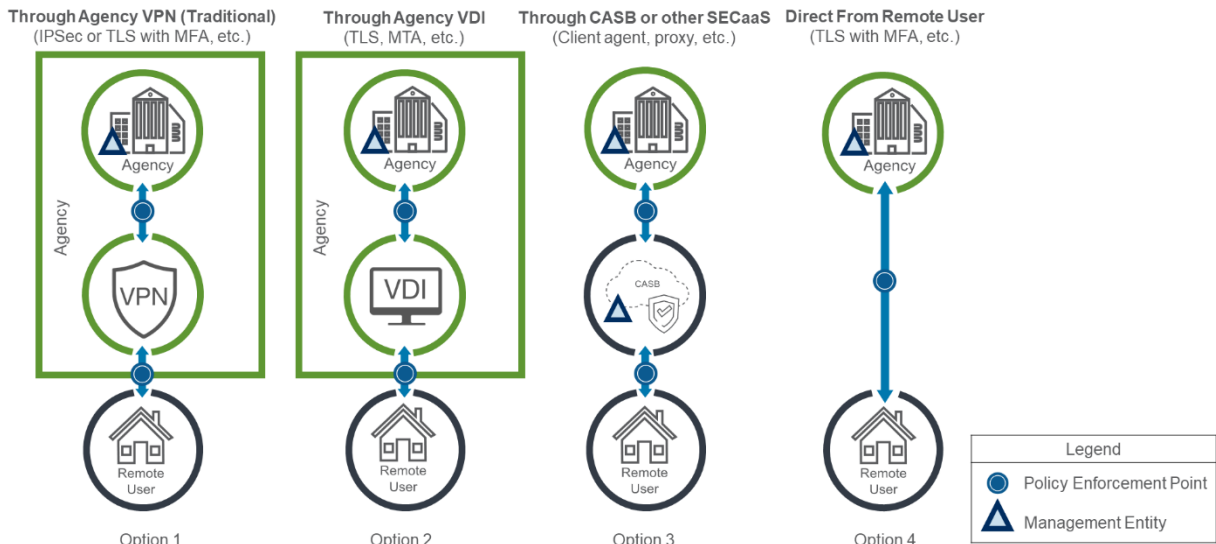 Through Agency VPN (Traditional)
(IPSec or TLS with MFA, etc.)
Through Agency VDI
(TLS, MTA, etc.)
Through CASB or other SECaaS
(Client agent, proxy, etc.)
Direct From Remote User
(TLS with MFA, etc.)
Agency
Agency
VPN
Remote
User
Option 1
Agency
Agency
VDI
Remote
User
Option 2
Agency
CASB
Remote
User
Option 3
Agency
Remote
User
Option 4
Legend
Policy Enforcement Point
Management Entity